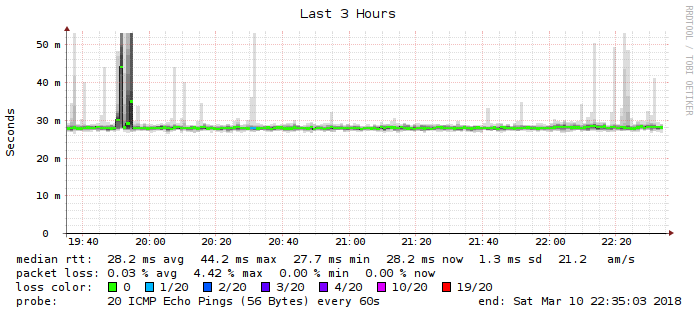 Last 3 Hours
RRDTOOL / TOBI OETIKER
Seconds
50 m
40 m
30 m
20 m
10 m
0
19:40 20:00 20:20 20:40 21:00 21:20 21:40 22:00 22:20
median rtt: 28.2 ms avg 44.2 ms max 27.7 ms min 28.2 ms now 1.3 ms sd 21.2 am/s
packet loss: 0.03 % avg 4.42 % max 0.00 % min 0.00 % now
loss color: 0 1/20 2/20 3/20 4/20 10/20 19/20
probe: 20 ICMP Echo Pings (56 Bytes) every 60s end: Sat Mar 10 22:35:03 2018